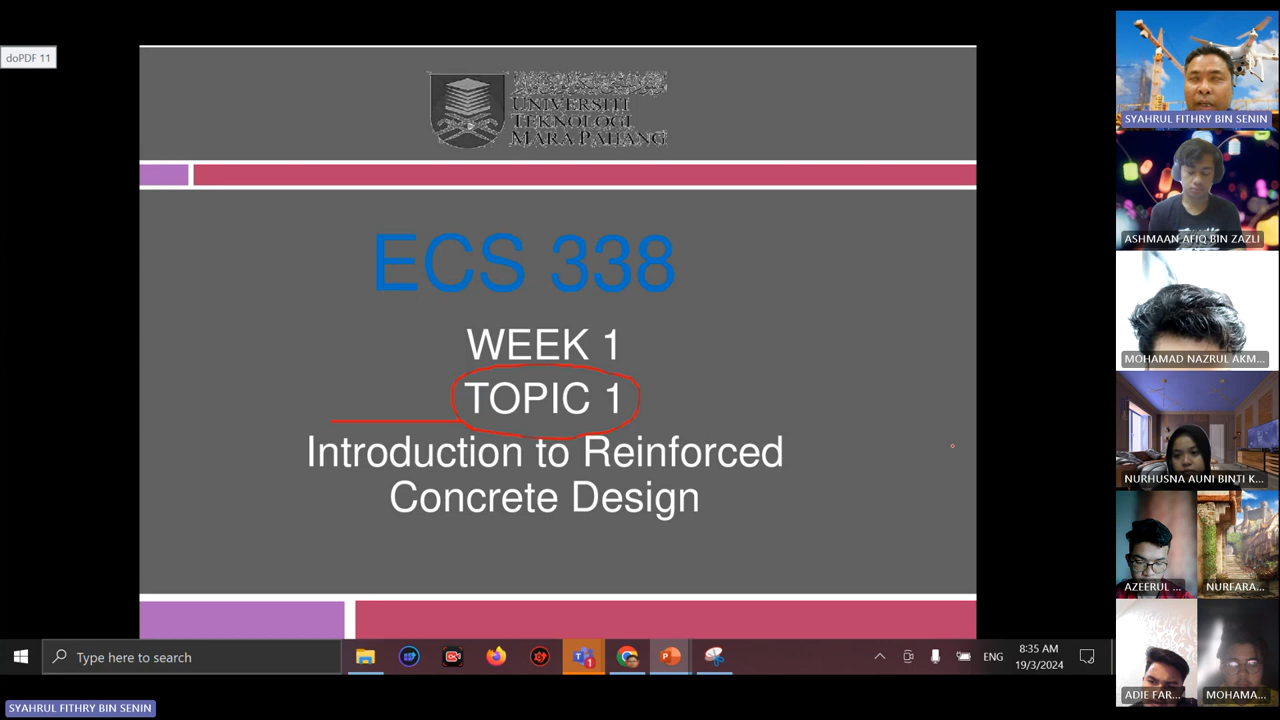 doPDF 11
UNIVERSITI
TEKNOLOGI
MARA PAHANG
ECS 338
WEEK 1
TOPIC 1
Introduction to Reinforced
Concrete Design
Type here to search
1
ENG
8:35 AM
19/3/2024
SYAHRUL FITHRY BIN SENIN
SYAHRUL FITHRY BIN SENIN
ASHMAAN AFIQ BIN ZAZLI
MOHAMAD NAZRUL AKM...
NURHUSNA AUNI BINTI K...
AZEERUL ...
NURFARA...
ADIE FAR...
MOHAMA...